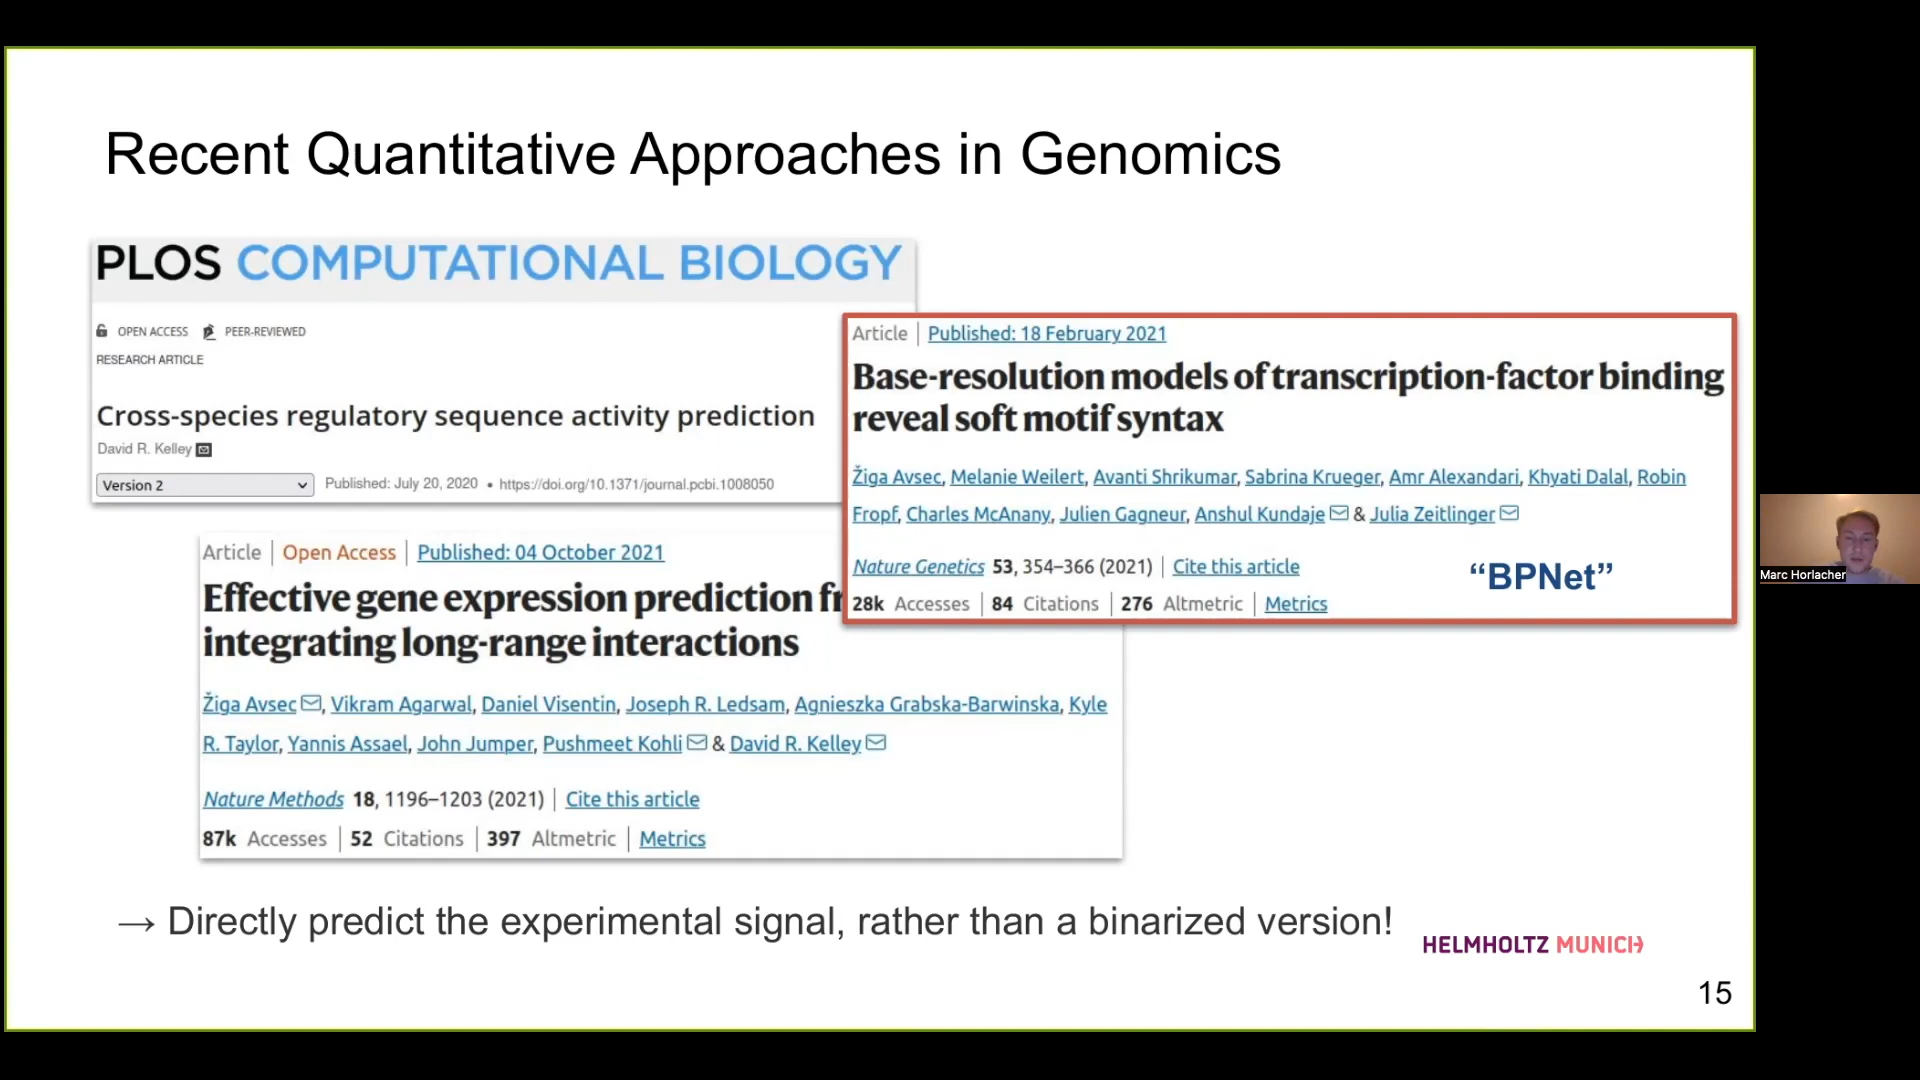 Recent Quantitative Approaches in Genomics
PLOS COMPUTATIONAL BIOLOGY
OPEN ACCESS PEER-REVIEWED
RESEARCH ARTICLE
Cross-species regulatory sequence activity prediction
David R. Kelley
Version 2 Published: July 20, 2020 • https://doi.org/10.1371/journal.pcbi.1008050
Article | Published: 18 February 2021
Base-resolution models of transcription-factor binding
reveal soft motif syntax
Žiga Avsec, Melanie Weilert, Avanti Shrikumar, Sabrina Krueger, Amr Alexandari, Khyati Dalal, Robin
Fropf, Charles McAnany, Julien Gagneur, Anshul Kundaje & Julia Zeitlinger
Nature Genetics 53, 354–366 (2021) | Cite this article
28k Accesses | 84 Citations | 276 Altmetric | Metrics
“BPNet”
Article | Open Access | Published: 04 October 2021
Effective gene expression prediction fr
integrating long-range interactions
Žiga Avsec, Vikram Agarwal, Daniel Visentin, Joseph R. Ledsam, Agnieszka Grabska-Barwinska, Kyle
R. Taylor, Yannis Assael, John Jumper, Pushmeet Kohli & David R. Kelley
Nature Methods 18, 1196–1203 (2021) | Cite this article
87k Accesses | 52 Citations | 397 Altmetric | Metrics
→ Directly predict the experimental signal, rather than a binarized version!
HELMHOLTZ MUNICH
15
Marc Horlacher